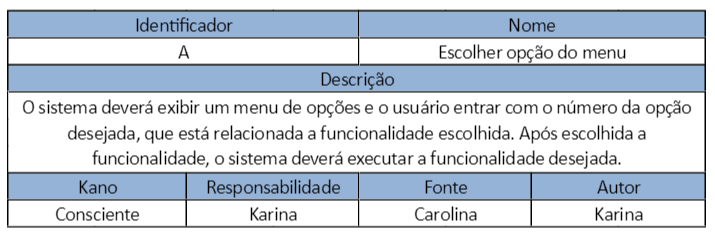 Identificador Nome
A Escolher opção do menu
Descrição
O sistema deverá exibir um menu de opções e o usuário entrar com o número da opção
desejada, que está relacionada a funcionalidade escolhida. Após escolhida a
funcionalidade, o sistema deverá executar a funcionalidade desejada.
Kano Responsabilidade Fonte Autor
Consciente Karina Carolina Karina